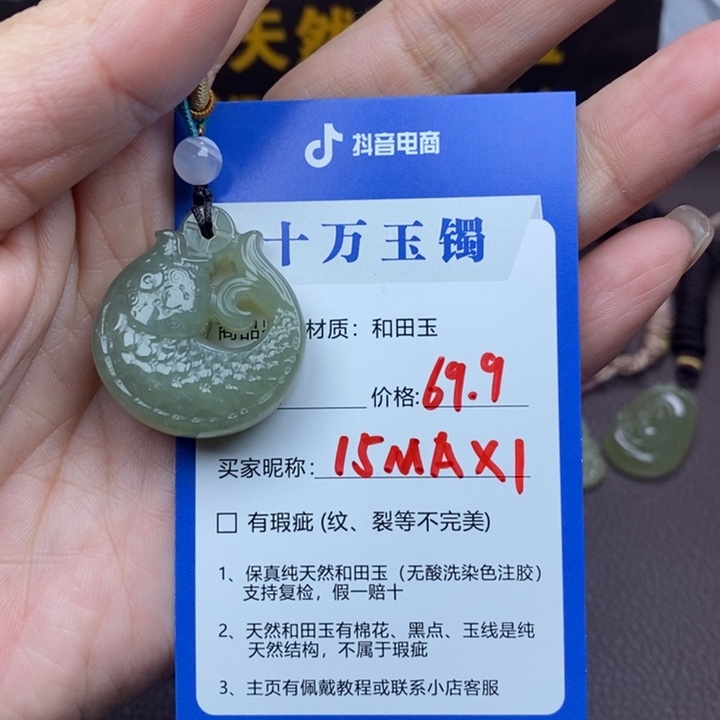 天然
抖音电商
十万玉镯
商品 材质：和田玉
价格:69.9
买家昵称：15MAX1
□ 有瑕疵 (纹、裂等不完美)
1、保真纯天然和田玉（无酸洗染色注胶）
支持复检，假一赔十
2、天然和田玉有棉花、黑点、玉线是纯
天然结构，不属于瑕疵
3、主页有佩戴教程或联系小店客服